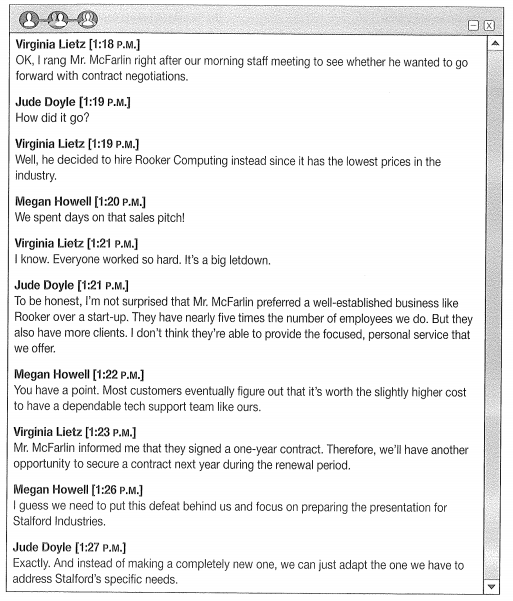 Virginia Lietz [1:18 P.M.]
OK, I rang Mr. McFarlin right after our morning staff meeting to see whether he wanted to go
forward with contract negotiations.
Jude Doyle [1:19 P.M.]
How did it go?
Virginia Lietz [1:19 P.M.]
Well, he decided to hire Rooker Computing instead since it has the lowest prices in the
industry.
Megan Howell [1:20 P.M.]
We spent days on that sales pitch!
Virginia Lietz [1:21 P.M.]
I know. Everyone worked so hard. It's a big letdown.
Jude Doyle [1:21 P.M.]
To be honest, I'm not surprised that Mr. McFarlin preferred a well-established business like
Rooker over a start-up. They have nearly five times the number of employees we do. But they
also have more clients. I don't think they're able to provide the focused, personal service that
we offer.
Megan Howell [1:22 P.M.]
You have a point. Most customers eventually figure out that it's worth the slightly higher cost
to have a dependable tech support team like ours.
Virginia Lietz [1:23 P.M.]
Mr. McFarlin informed me that they signed a one-year contract. Therefore, we'll have another
opportunity to secure a contract next year during the renewal period.
Megan Howell [1:26 P.M.]
I guess we need to put this defeat behind us and focus on preparing the presentation for
Stalford Industries.
Jude Doyle [1:27 P.M.]
Exactly. And instead of making a completely new one, we can just adapt the one we have to
address Stalford's specific needs.